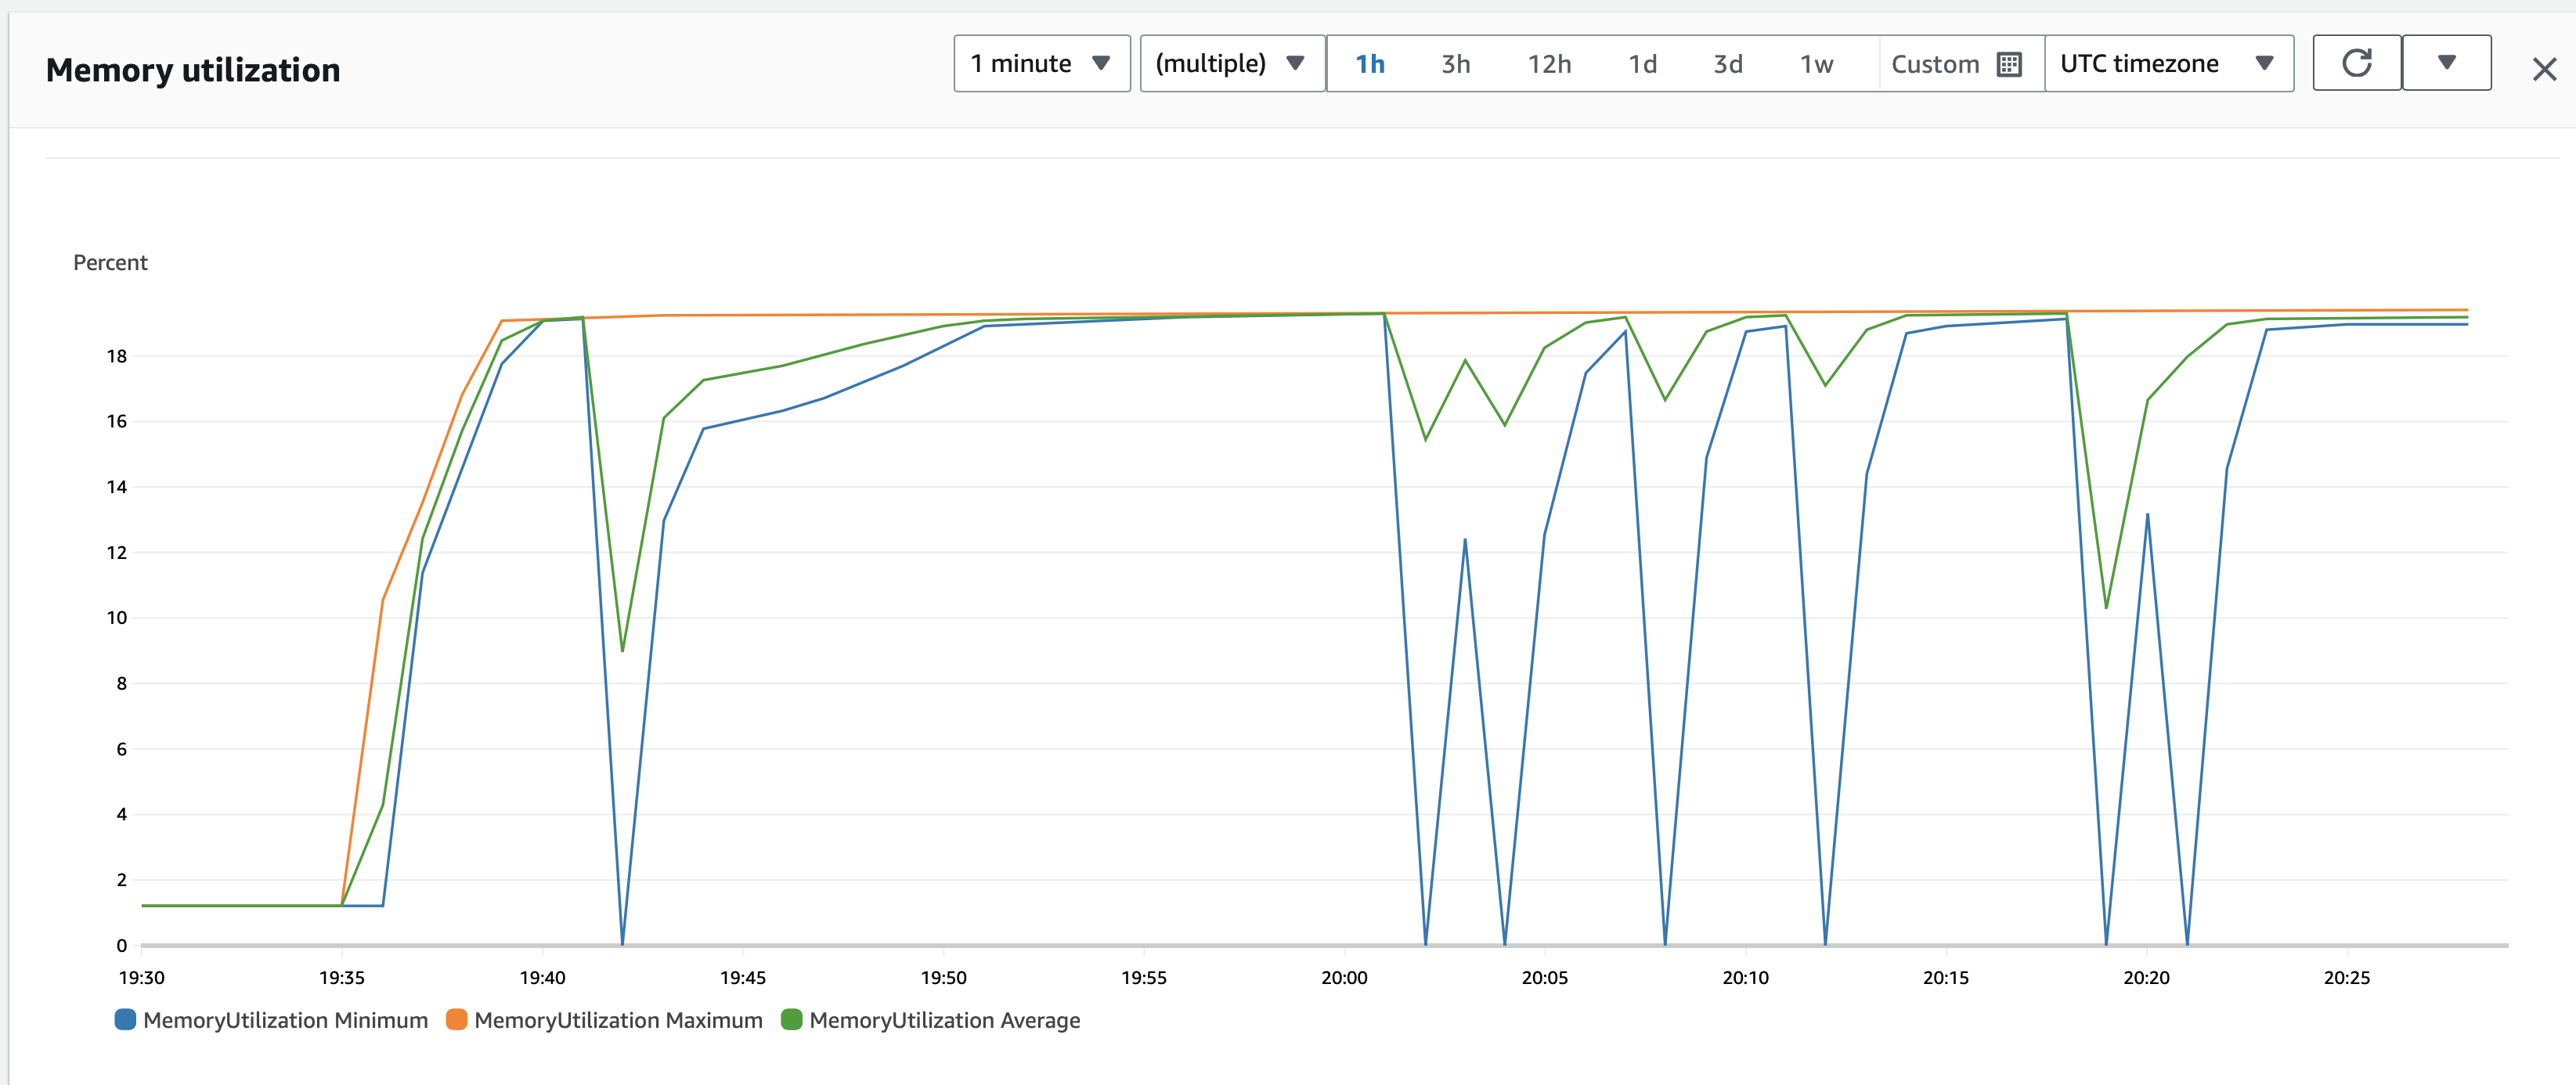 Memory utilization 1 minute (multiple) 1h 3h 12h 1d 3d 1w Custom UTC timezone
Percent
18
16
14
12
10
8
6
4
2
0
19:30 19:35 19:40 19:45 19:50 19:55 20:00 20:05 20:10 20:15 20:20 20:25
MemoryUtilization Minimum MemoryUtilization Maximum MemoryUtilization Average